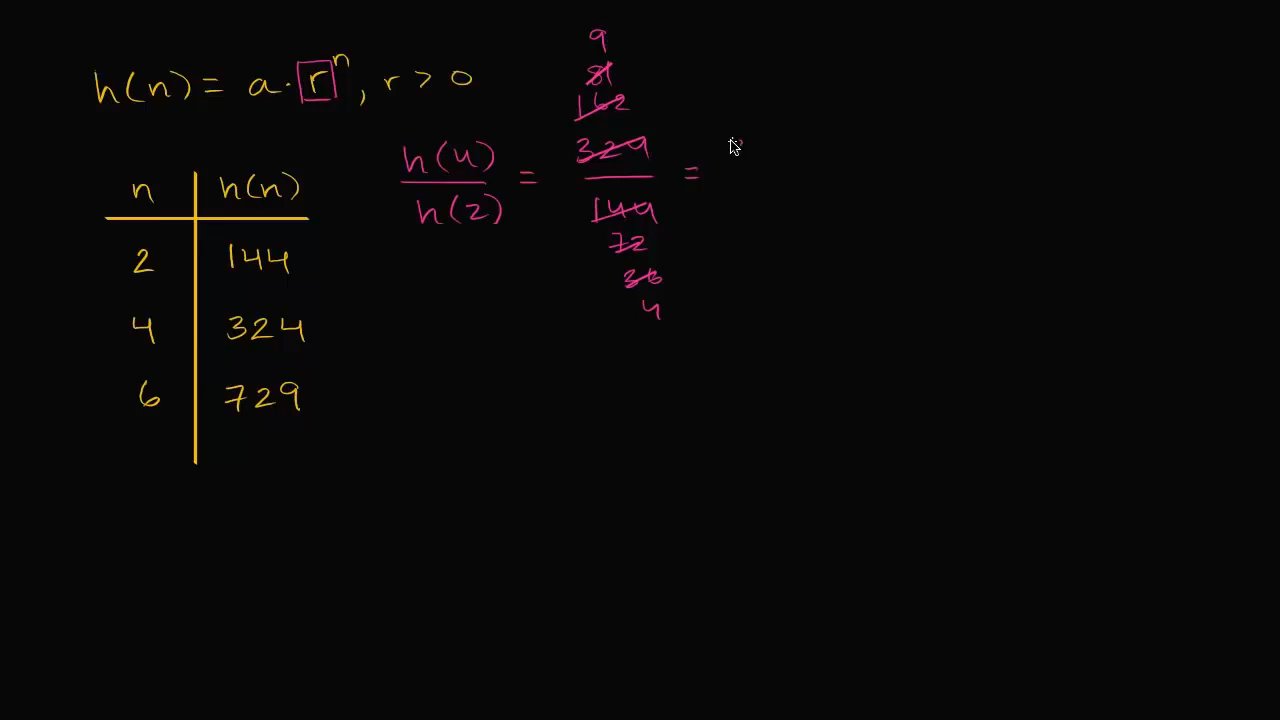 h(n) = a · r^n, r > 0
n | h(n)
2 | 144
4 | 324
6 | 729
9
81
162
h(4)/h(2) = 324/144 =
72
36
4